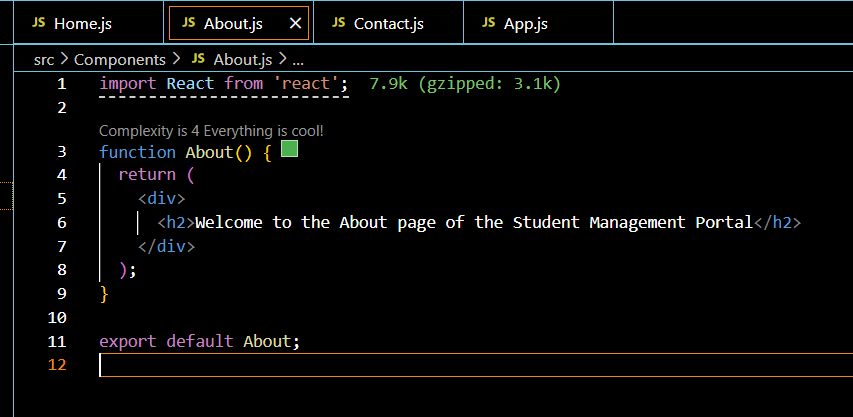 JS Home.js JS About.js × JS Contact.js JS App.js
src > Components > JS About.js > ...
1 import React from 'react'; 7.9k (gzipped: 3.1k)
2
Complexity is 4 Everything is cool!
3 function About() {
4 return (
5 <div>
6 <h2>Welcome to the About page of the Student Management Portal</h2>
7 </div>
8 );
9 }
10
11 export default About;
12